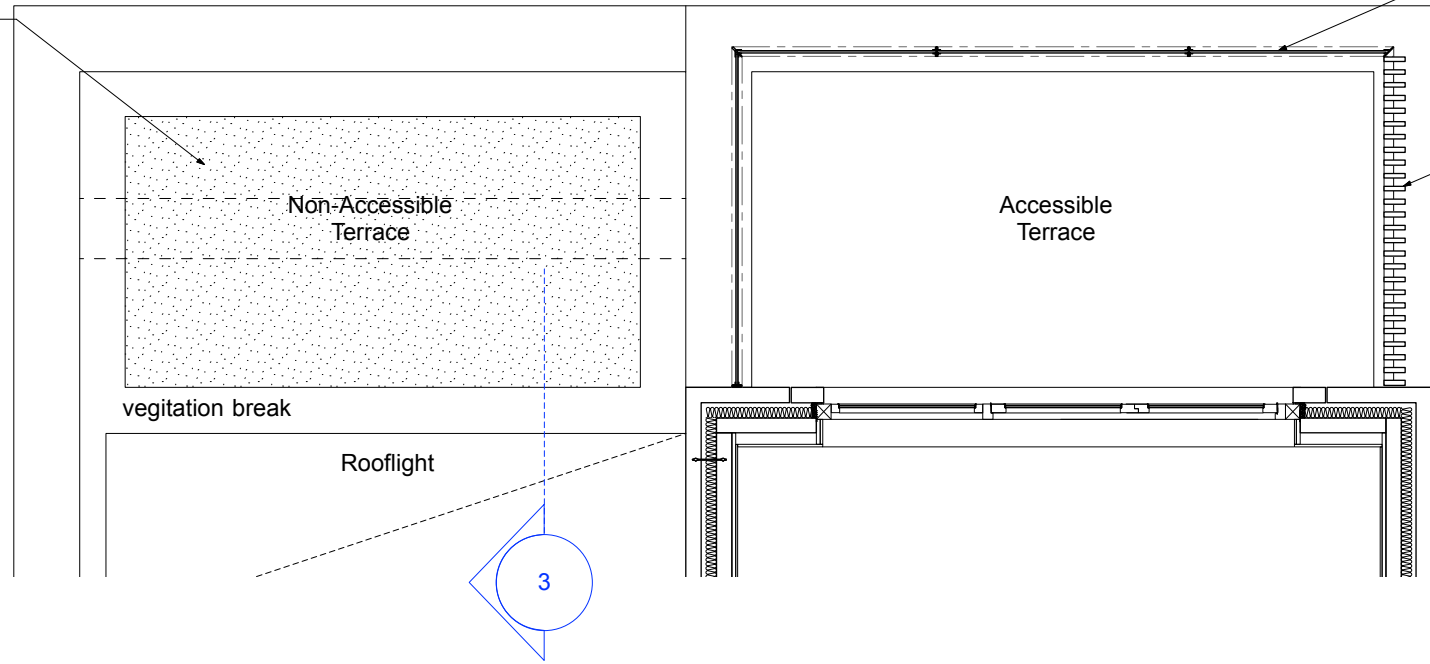 Non-Accessible
Terrace
Accessible
Terrace
vegitation break
Rooflight
3